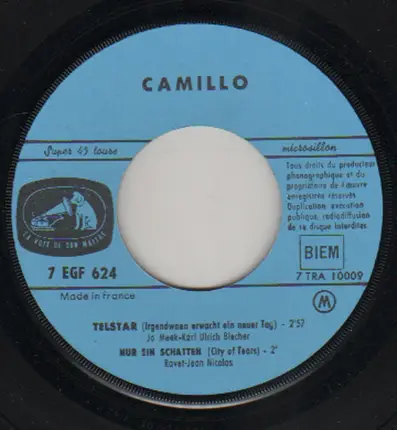 CAMILLO
Super 45 tours
microsillon
Tous droits du producteur
phonographique et du
propriétaire de l'œuvre
enregistrée réservés
Duplication exécution
publique, radiodiffusion
de ce disque interdites.
LA VOIX DE SON MAITRE
BIEM
7 EGF 624
7 TRA 10009
Made in France
M
TELSTAR (Irgendwann erwacht ein neuer Tag) - 2'57
Jo Meek-Karl Ulrich Blecher
NUR EIN SCHATTEN (City of Tears) - 2'
Ravet-Jean Nicolas